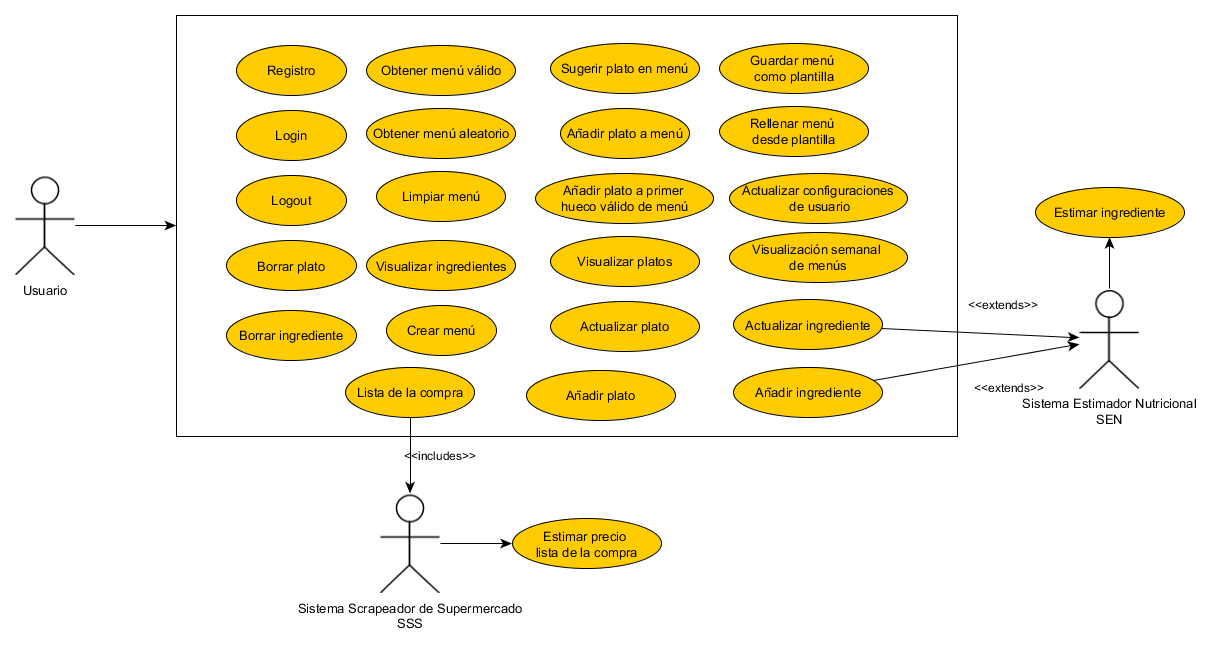 Registro
Obtener menú válido
Sugerir plato en menú
Guardar menú
como plantilla
Login
Obtener menú aleatorio
Añadir plato a menú
Rellenar menú
desde plantilla
Logout
Limpiar menú
Añadir plato a primer
hueco válido de menú
Actualizar configuraciones
de usuario
Estimar ingrediente
Borrar plato
Visualizar ingredientes
Visualizar platos
Visualización semanal
de menús
Usuario
Borrar ingrediente
Crear menú
Actualizar plato
Actualizar ingrediente
<<extends>>
Lista de la compra
Añadir plato
Añadir ingrediente
<<extends>>
Sistema Estimador Nutricional
SEN
<<includes>>
Estimar precio
lista de la compra
Sistema Scrapeador de Supermercado
SSS